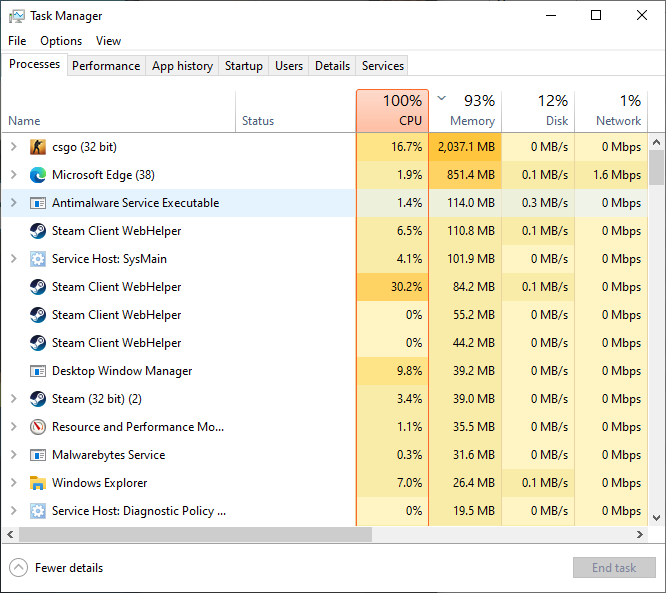 Task Manager
File Options View
Processes Performance App history Startup Users Details Services
100% 93% 12% 1%
Name Status CPU Memory Disk Network
csgo (32 bit) 16.7% 2,037.1 MB 0 MB/s 0 Mbps
Microsoft Edge (38) 1.9% 851.4 MB 0.1 MB/s 1.6 Mbps
Antimalware Service Executable 1.4% 114.0 MB 0.3 MB/s 0 Mbps
Steam Client WebHelper 6.5% 110.8 MB 0.1 MB/s 0 Mbps
Service Host: SysMain 4.1% 101.9 MB 0 MB/s 0 Mbps
Steam Client WebHelper 30.2% 84.2 MB 0.1 MB/s 0 Mbps
Steam Client WebHelper 0% 55.2 MB 0 MB/s 0 Mbps
Steam Client WebHelper 0% 44.2 MB 0 MB/s 0 Mbps
Desktop Window Manager 9.8% 39.2 MB 0 MB/s 0 Mbps
Steam (32 bit) (2) 3.4% 39.0 MB 0 MB/s 0 Mbps
Resource and Performance Mo... 1.1% 35.5 MB 0 MB/s 0 Mbps
Malwarebytes Service 0.3% 31.6 MB 0 MB/s 0 Mbps
Windows Explorer 7.0% 26.4 MB 0.1 MB/s 0 Mbps
Service Host: Diagnostic Policy ... 0% 19.5 MB 0 MB/s 0 Mbps
Fewer details End task